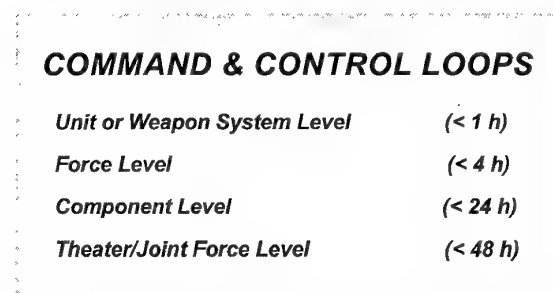 COMMAND & CONTROL LOOPS
Unit or Weapon System Level (< 1 h)
Force Level (< 4 h)
Component Level (< 24 h)
Theater/Joint Force Level (< 48 h)